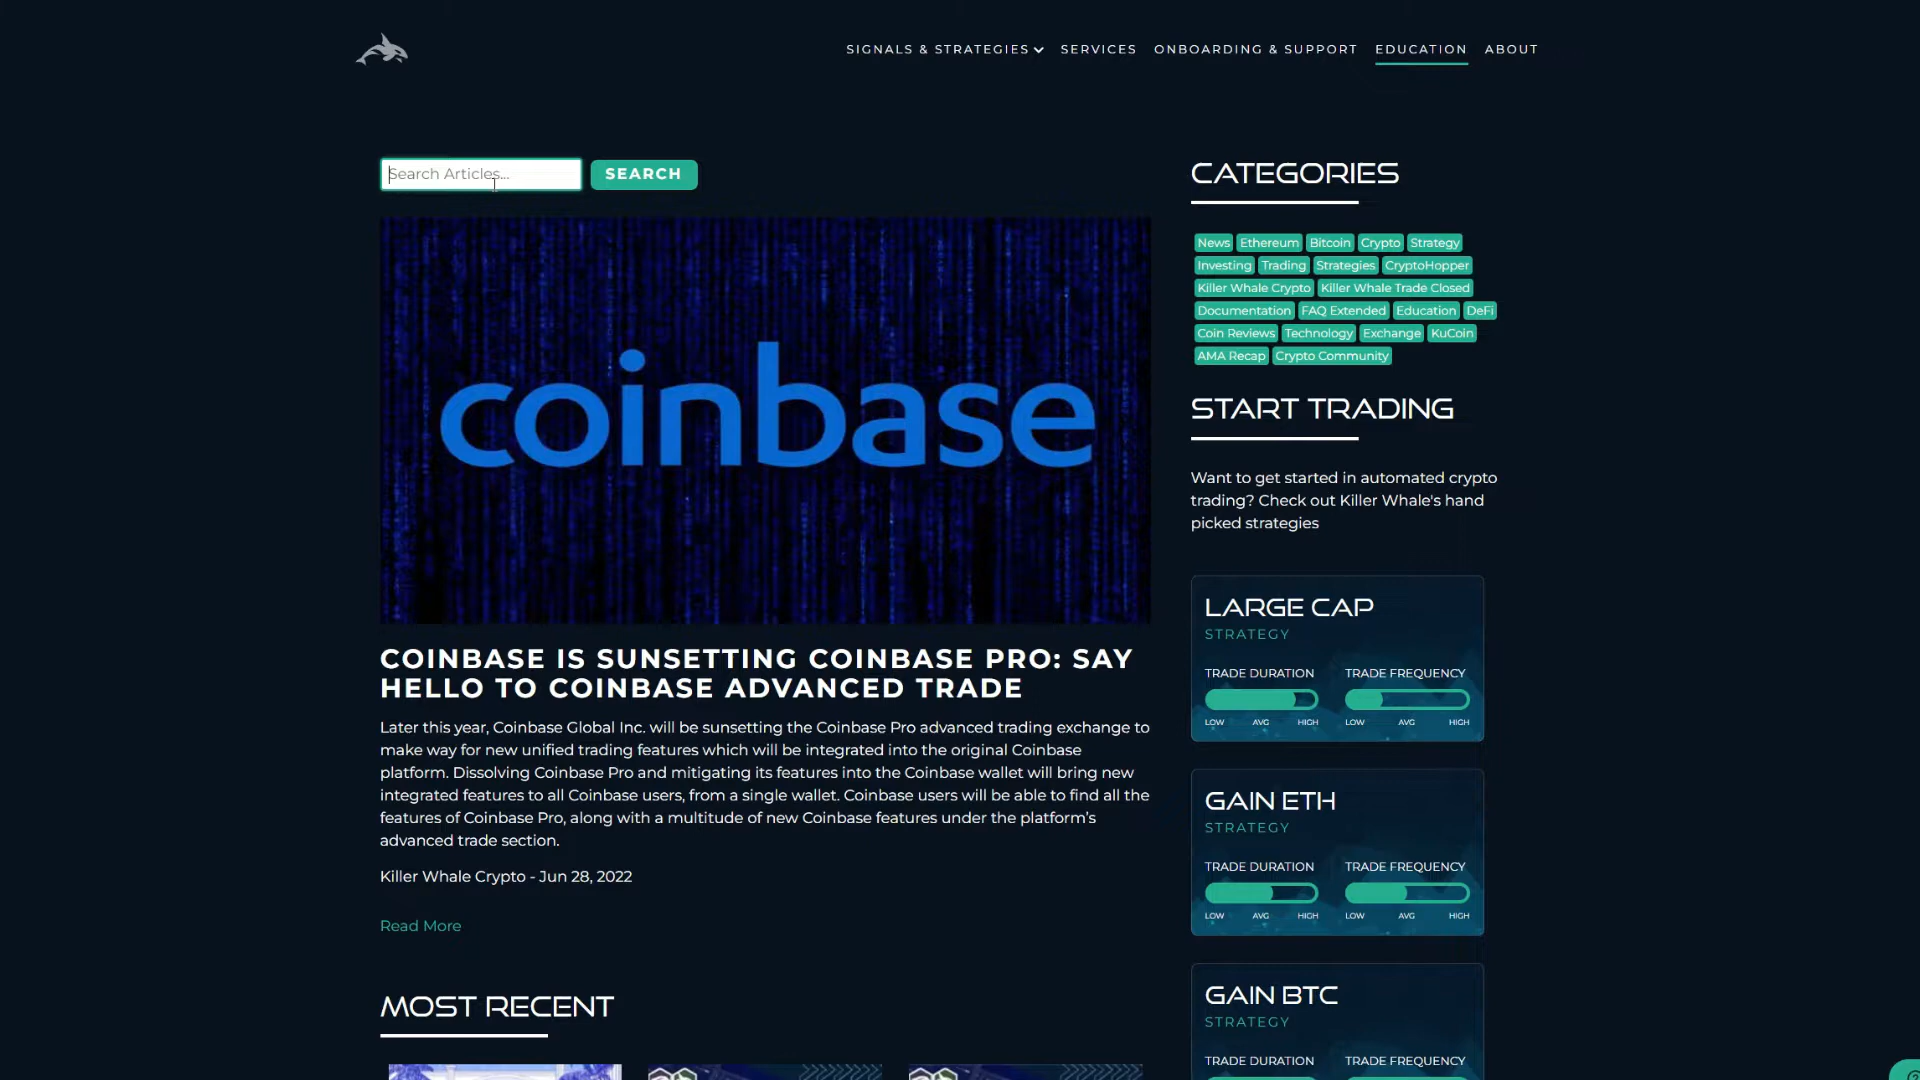 SIGNALS & STRATEGIES SERVICES ONBOARDING & SUPPORT EDUCATION ABOUT
Search Articles...
SEARCH
coinbase
COINBASE IS SUNSETTING COINBASE PRO: SAY
HELLO TO COINBASE ADVANCED TRADE
Later this year, Coinbase Global Inc. will be sunsetting the Coinbase Pro advanced trading exchange to
make way for new unified trading features which will be integrated into the original Coinbase
platform. Dissolving Coinbase Pro and mitigating its features into the Coinbase wallet will bring new
integrated features to all Coinbase users, from a single wallet. Coinbase users will be able to find all the
features of Coinbase Pro, along with a multitude of new Coinbase features under the platform's
advanced trade section.
Killer Whale Crypto - Jun 28, 2022
Read More
MOST RECENT
CATEGORIES
News Ethereum Bitcoin Crypto Strategy
Investing Trading Strategies CryptoHopper
Killer Whale Crypto Killer Whale Trade Closed
Documentation FAQ Extended Education DeFi
Coin Reviews Technology Exchange KuCoin
AMA Recap Crypto Community
START TRADING
Want to get started in automated crypto
trading? Check out Killer Whale's hand
picked strategies
LARGE CAP
STRATEGY
TRADE DURATION TRADE FREQUENCY
LOW AVG HIGH LOW AVG HIGH
GAIN ETH
STRATEGY
TRADE DURATION TRADE FREQUENCY
LOW AVG HIGH LOW AVG HIGH
GAIN BTC
STRATEGY
TRADE DURATION TRADE FREQUENCY